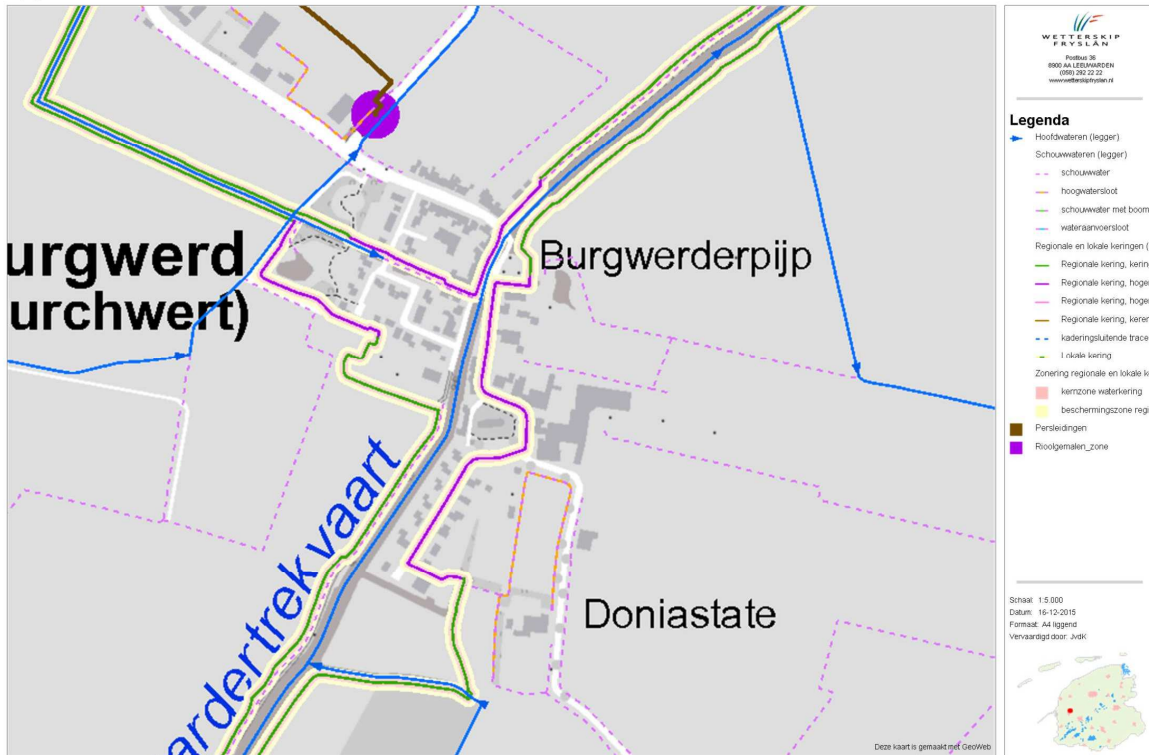 urgwerd
urchwert)
Burgwerderpijp
Doniastate
ardertrekvaart
Deze kaart is gemaakt met GeoWeb
WETTERSKIP
FRYSLÂN
Postbus 36
8900 AA LEEUWARDEN
(058) 292 22 22
www.wetterskipfryslan.nl
Legenda
Hoofdwateren (legger)
Schouwwateren (legger)
schouwwater
hoogwatersloot
schouwwater met boom
wateraanvoersloot
Regionale en lokale keringen (
Regionale kering, kering
Regionale kering, hoger
Regionale kering, hoger
Regionale kering, keren
kaderingsluitende trace
Lokale kering
Zonering regionale en lokale ke
kernzone waterkering
beschermingszone regi
Persleidingen
Rioolgemalen_zone
Schaal: 1:5.000
Datum: 16-12-2015
Formaat: A4 liggend
Vervaardigd door: JvdK